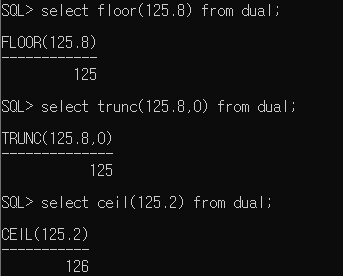 SQL> select floor(125.8) from dual;
FLOOR(125.8)
-------------
125
SQL> select trunc(125.8,0) from dual;
TRUNC(125.8,0)
---------------
125
SQL> select ceil(125.2) from dual;
CEIL(125.2)
------------
126